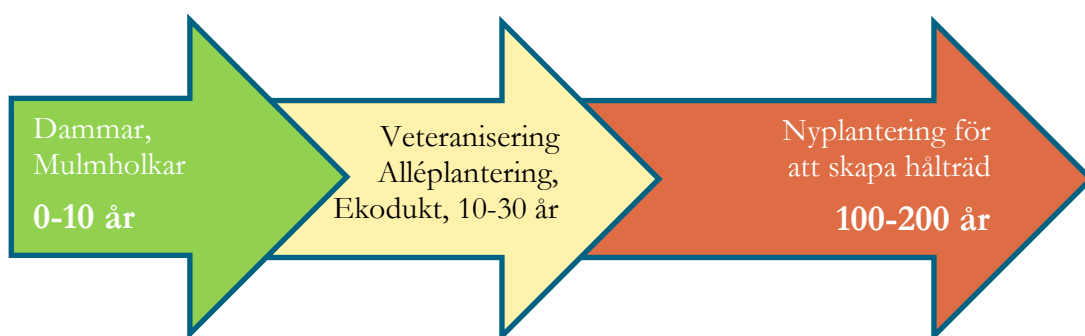 Dammar,
Mulmholkar
0-10 år
Veteranisering
Alléplantering,
Ekodukt, 10-30 år
Nyplantering för
att skapa hålträd
100-200 år